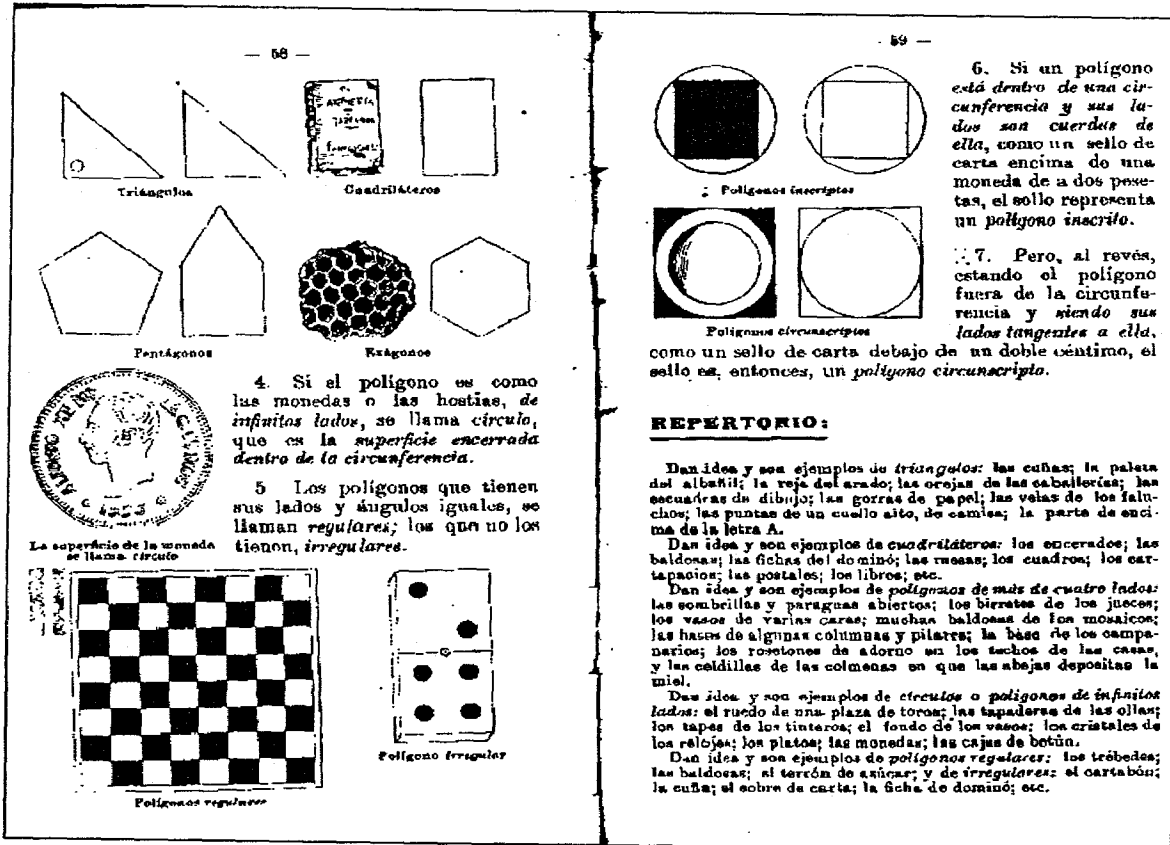 — 58 —
Triángulos
Cuadriláteros
Pentágonos
Exágonos
4. Si el polígono es como
las monedas o las hostias, de
infinitos lados, se llama círculo,
que es la superficie encerrada
dentro de la circunferencia.
5 Los polígonos que tienen
sus lados y ángulos iguales, se
llaman regulares; los que no los
tienen, irregulares.
La superficie de la moneda
se llama círculo
Polígonos regulares
Polígono irregular
59 —
6. Si un polígono
está dentro de una cir-
cunferencia y sus la-
dos son cuerdas de
ella, como un sello de
carta encima de una
moneda de a dos pese-
tas, el sello representa
un polígono inscrito.
Polígonos inscriptos
7. Pero, al revés,
estando el polígono
fuera de la circunfe-
rencia y siendo sus
lados tangentes a ella,
Polígonos circunscriptos
como un sello de carta debajo de un doble céntimo, el
sello es, entonces, un polígono circunscripto.
REPERTORIO:
Dan idea y son ejemplos de triángulos: las cuñas; la paleta
del albañil; la reja del arado; las orejas de las caballerías; las
escuadras de dibujo; las gorras de papel; las velas de los falu-
chos; las puntas de un cuello alto, de camisa; la parte de enci-
ma de la letra A.
Dan idea y son ejemplos de cuadriláteros: los encerados; las
baldosas; las fichas del dominó; las mesas; los cuadros; los car-
tapacios; las postales; los libros; etc.
Dan idea y son ejemplos de polígonos de más de cuatro lados:
las sombrillas y paraguas abiertos; los birretes de los jueces;
los vasos de varias caras; muchas baldosas de los mosaicos;
las bases de algunas columnas y pilares; la base de los campa-
narios; los rosetones de adorno en los techos de las casas,
y las celdillas de las colmenas en que las abejas depositan la
miel.
Dan idea y son ejemplos de círculos o polígonos de infinitos
lados: el ruedo de una plaza de toros; las tapaderas de las ollas;
los tapes de los tinteros; el fondo de los vasos; los cristales de
los relojes; los platos; las monedas; las cajas de betún.
Dan idea y son ejemplos de polígonos regulares: los trébedes;
las baldosas; el terrón de azúcar; y de irregulares: el cartabón;
la cuña; el sobre de carta; la ficha de dominó; etc.